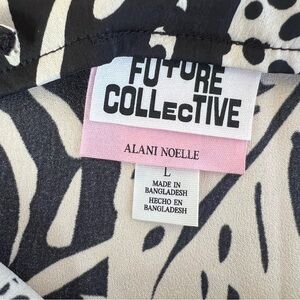 FUTURE
COLLECTIVE
ALANI NOELLE
L
MADE IN
BANGLADESH
HECHO EN
BANGLADESH